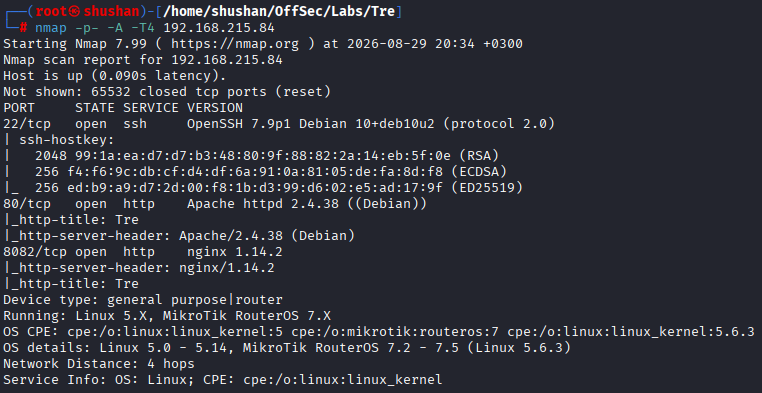 ┌──(root㉿shushan)-[/home/shushan/OffSec/Labs/Tre]
└─# nmap -p- -A -T4 192.168.215.84
Starting Nmap 7.99 ( https://nmap.org ) at 2026-08-29 20:34 +0300
Nmap scan report for 192.168.215.84
Host is up (0.090s latency).
Not shown: 65532 closed tcp ports (reset)
PORT     STATE SERVICE VERSION
22/tcp   open  ssh     OpenSSH 7.9p1 Debian 10+deb10u2 (protocol 2.0)
| ssh-hostkey:
|   2048 99:1a:ea:d7:d7:b3:48:80:9f:88:82:2a:14:eb:5f:0e (RSA)
|   256 f4:f6:9c:db:cf:d4:df:6a:91:0a:81:05:de:fa:8d:f8 (ECDSA)
|_  256 ed:b9:a9:d7:2d:00:f8:1b:d3:99:d6:02:e5:ad:17:9f (ED25519)
80/tcp   open  http    Apache httpd 2.4.38 ((Debian))
|_http-title: Tre
|_http-server-header: Apache/2.4.38 (Debian)
8082/tcp open  http    nginx 1.14.2
|_http-server-header: nginx/1.14.2
|_http-title: Tre
Device type: general purpose|router
Running: Linux 5.X, MikroTik RouterOS 7.X
OS CPE: cpe:/o:linux:linux_kernel:5 cpe:/o:mikrotik:routeros:7 cpe:/o:linux:linux_kernel:5.6.3
OS details: Linux 5.0 - 5.14, MikroTik RouterOS 7.2 - 7.5 (Linux 5.6.3)
Network Distance: 4 hops
Service Info: OS: Linux; CPE: cpe:/o:linux:linux_kernel